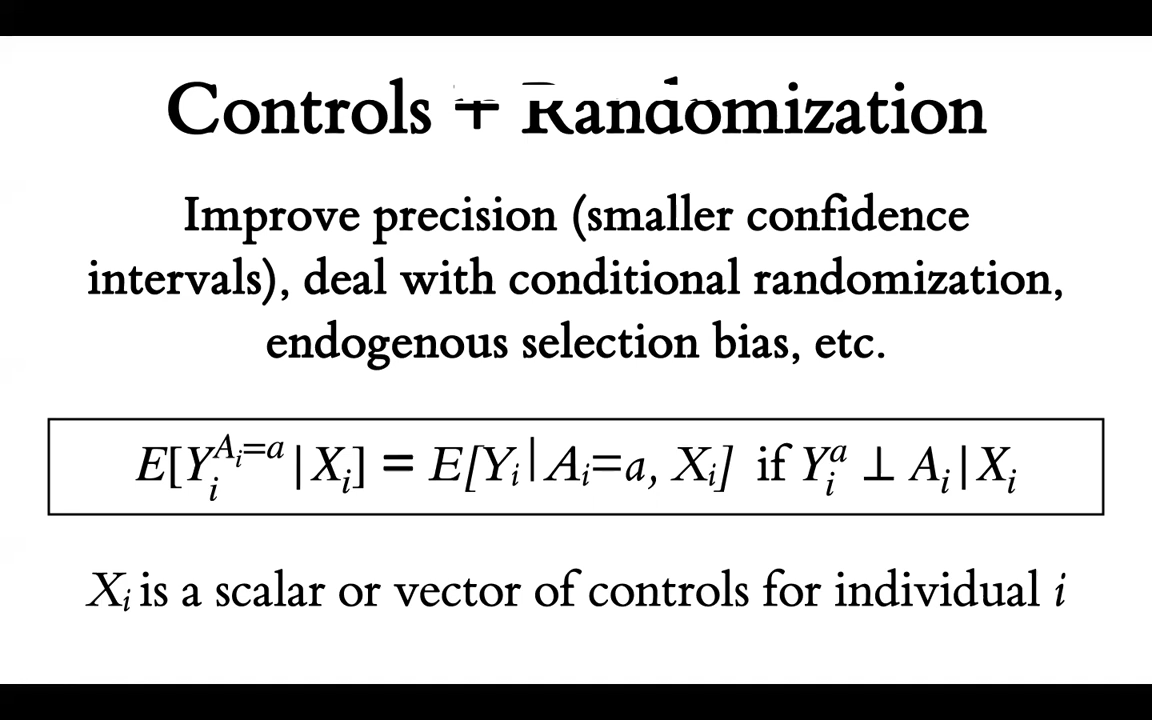 Controls + Randomization
Improve precision (smaller confidence
intervals), deal with conditional randomization,
endogenous selection bias, etc.
E[Y_i^{A_i=a} | X_i] = E[Y_i | A_i=a, X_i] if Y_i^a ⊥ A_i | X_i
X_i is a scalar or vector of controls for individual i